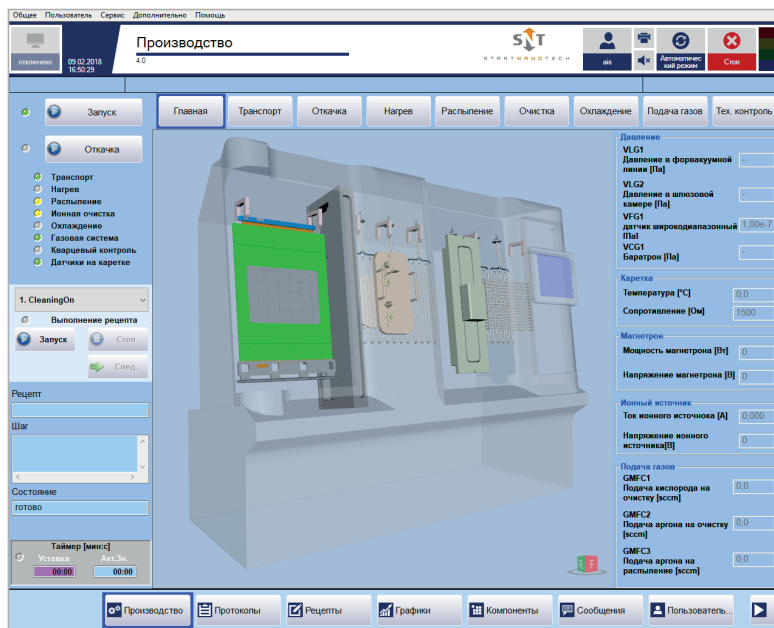 Общее Пользователь Сервис Дополнительно Помощь
отключено
09.02.2018
16:50:29
Производство
4.0
SNT
STARTNANOTECH
ais
Автоматичес
кий режим
Стоп
Запуск
Откачка
Транспорт
Нагрев
Распыление
Ионная очистка
Охлаждение
Газовая система
Кварцевый контроль
Датчики на каретке
1. CleaningOn
Выполнение рецепта
Запуск
Стоп
След.
Рецепт
Шаг
Состояние
готово
Таймер [мин:с]
Уставка Акт.Зн.
00:00 00:00
Главная Транспорт Откачка Нагрев Распыление Очистка Охлаждение Подача газов Тех. контроль
Давление
VLG1
Давление в форвакуумной
линии [Па]
-
VLG2
Давление в шлюзовой
камере [Па]
-
VFG1
датчик широкодиапазонный
[Па]
1,00e-7
VCG1
Баратрон [Па]
-
Каретка
Температура [°C] 0,0
Сопротивление [Ом] 1500
Магнетрон
Мощность магнетрона [Вт] 0
Напряжение магнетрона [В] 0
Ионный источник
Ток ионного источнока [А] 0,000
Напряжение ионного
источника[В]
0
Подача газов
GMFC1
Подача кислорода на
очистку [sccm]
0,0
GMFC2
Подача аргона на очистку
[sccm]
0,0
GMFC3
Подача аргона на
распыление [sccm]
0,0
F
Производство Протоколы Рецепты Графики Компоненты Сообщения Пользователь...